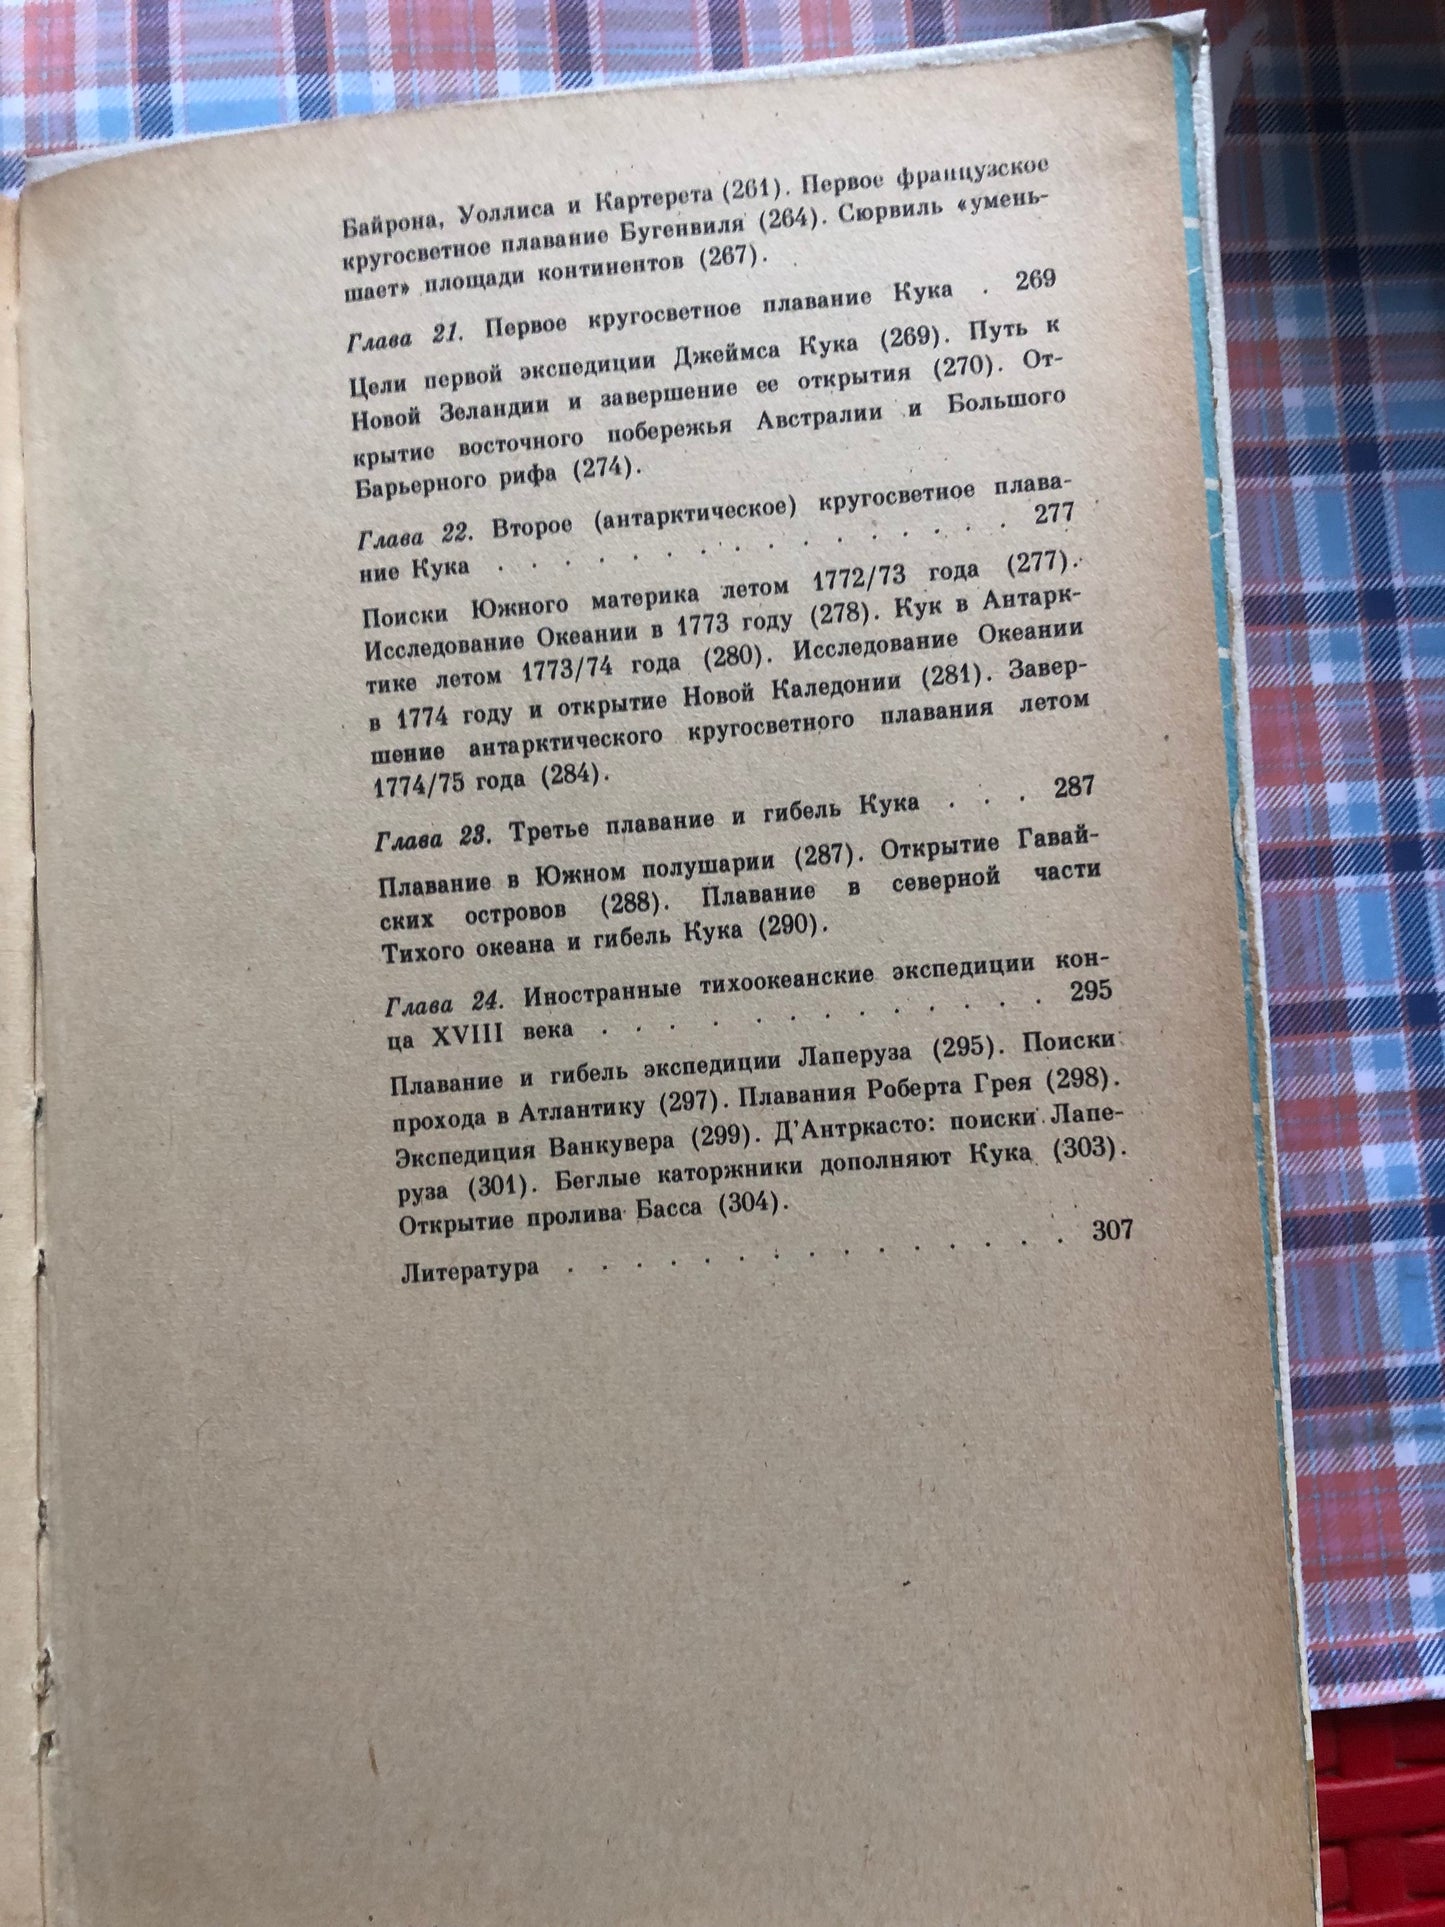 Байрона, Уоллиса и Картерета (261). Первое французское
кругосветное плавание Бугенвиля (264). Сюрвиль «умень-
шает» площади континентов (267).
Глава 21. Первое кругосветное плавание Кука . 269
Цели первой экспедиции Джеймса Кука (269). Путь к
Новой Зеландии и завершение ее открытия (270). От-
крытие восточного побережья Австралии и Большого
Барьерного рифа (274).
Глава 22. Второе (антарктическое) кругосветное плава-
ние Кука . . . . . . . . . . . . . . . 277
Поиски Южного материка летом 1772/73 года (277).
Исследование Океании в 1773 году (278). Кук в Антарк-
тике летом 1773/74 года (280). Исследование Океании
в 1774 году и открытие Новой Каледонии (281). Завер-
шение антарктического кругосветного плавания летом
1774/75 года (284).
Глава 23. Третье плавание и гибель Кука . . . 287
Плавание в Южном полушарии (287). Открытие Гавай-
ских островов (288). Плавание в северной части
Тихого океана и гибель Кука (290).
Глава 24. Иностранные тихоокеанские экспедиции кон-
ца XVIII века . . . . . . . . . . . . 295
Плавание и гибель экспедиции Лаперуза (295). Поиски
прохода в Атлантику (297). Плавания Роберта Грея (298).
Экспедиция Ванкувера (299). Д'Антркасто: поиски Лапе-
руза (301). Беглые каторжники дополняют Кука (303).
Открытие пролива Басса (304).
Литература . . . . . . . . . . . . . . . 307